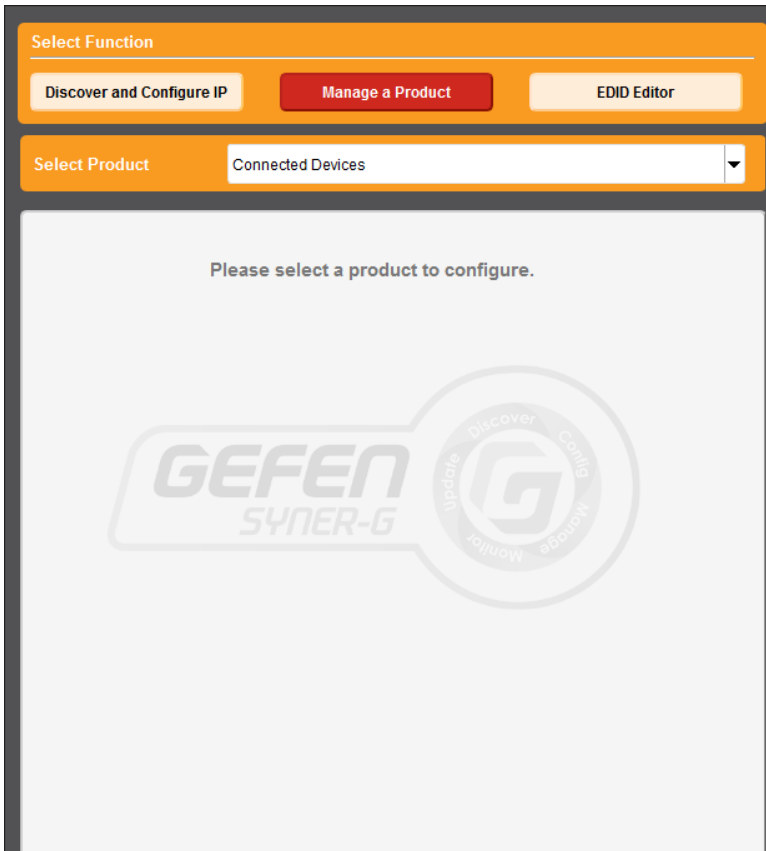 Select Function
Discover and Configure IP
Manage a Product
EDID Editor
Select Product
Connected Devices
Please select a product to configure.
GEFEN
SYNER-G
Discover
Config
Manage
Monitor
Update
G